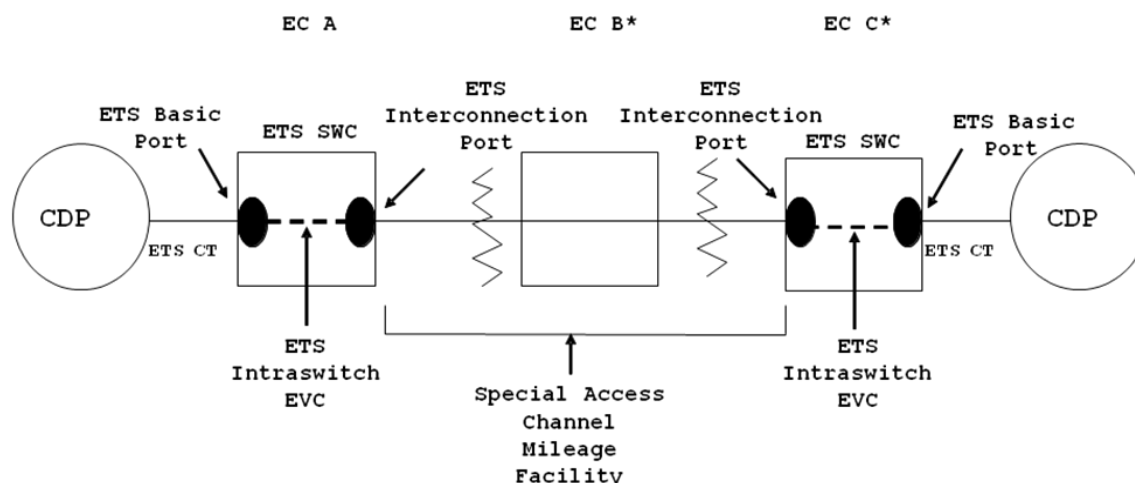 EC A
EC B*
EC C*
ETS Basic
Port
ETS SWC
ETS
Interconnection
Port
ETS
Interconnection
Port
ETS SWC
ETS Basic
Port
CDP
ETS CT
ETS CT
CDP
ETS
Intraswitch
EVC
Special Access
Channel
Mileage
Facility
ETS
Intraswitch
EVC